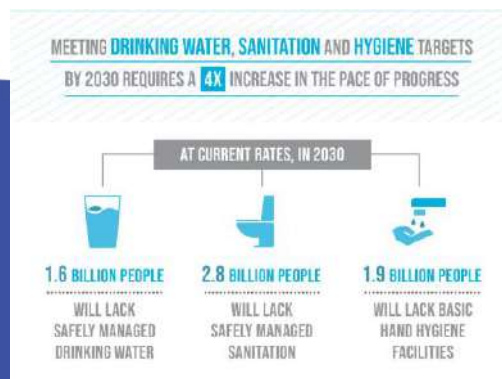 MEETING DRINKING WATER, SANITATION AND HYGIENE TARGETS
BY 2030 REQUIRES A 4X INCREASE IN THE PACE OF PROGRESS
AT CURRENT RATES, IN 2030
1.6 BILLION PEOPLE
WILL LACK
SAFELY MANAGED
DRINKING WATER
2.8 BILLION PEOPLE
WILL LACK
SAFELY MANAGED
SANITATION
1.9 BILLION PEOPLE
WILL LACK BASIC
HAND HYGIENE
FACILITIES